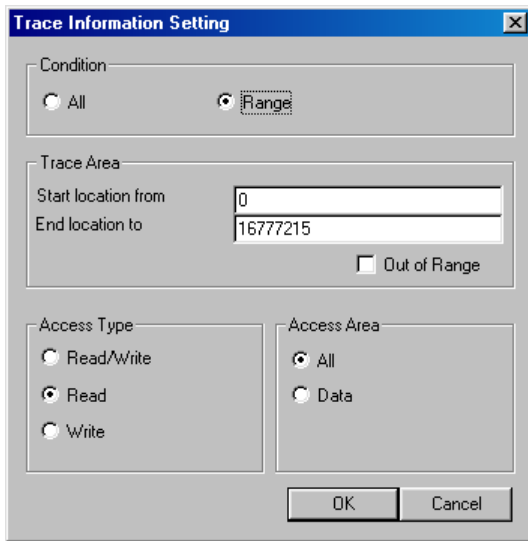 Trace Information Setting
Condition
All Range
Trace Area
Start location from 0
End location to 16777215
Out of Range
Access Type
Read/Write
Read
Write
Access Area
All
Data
OK Cancel